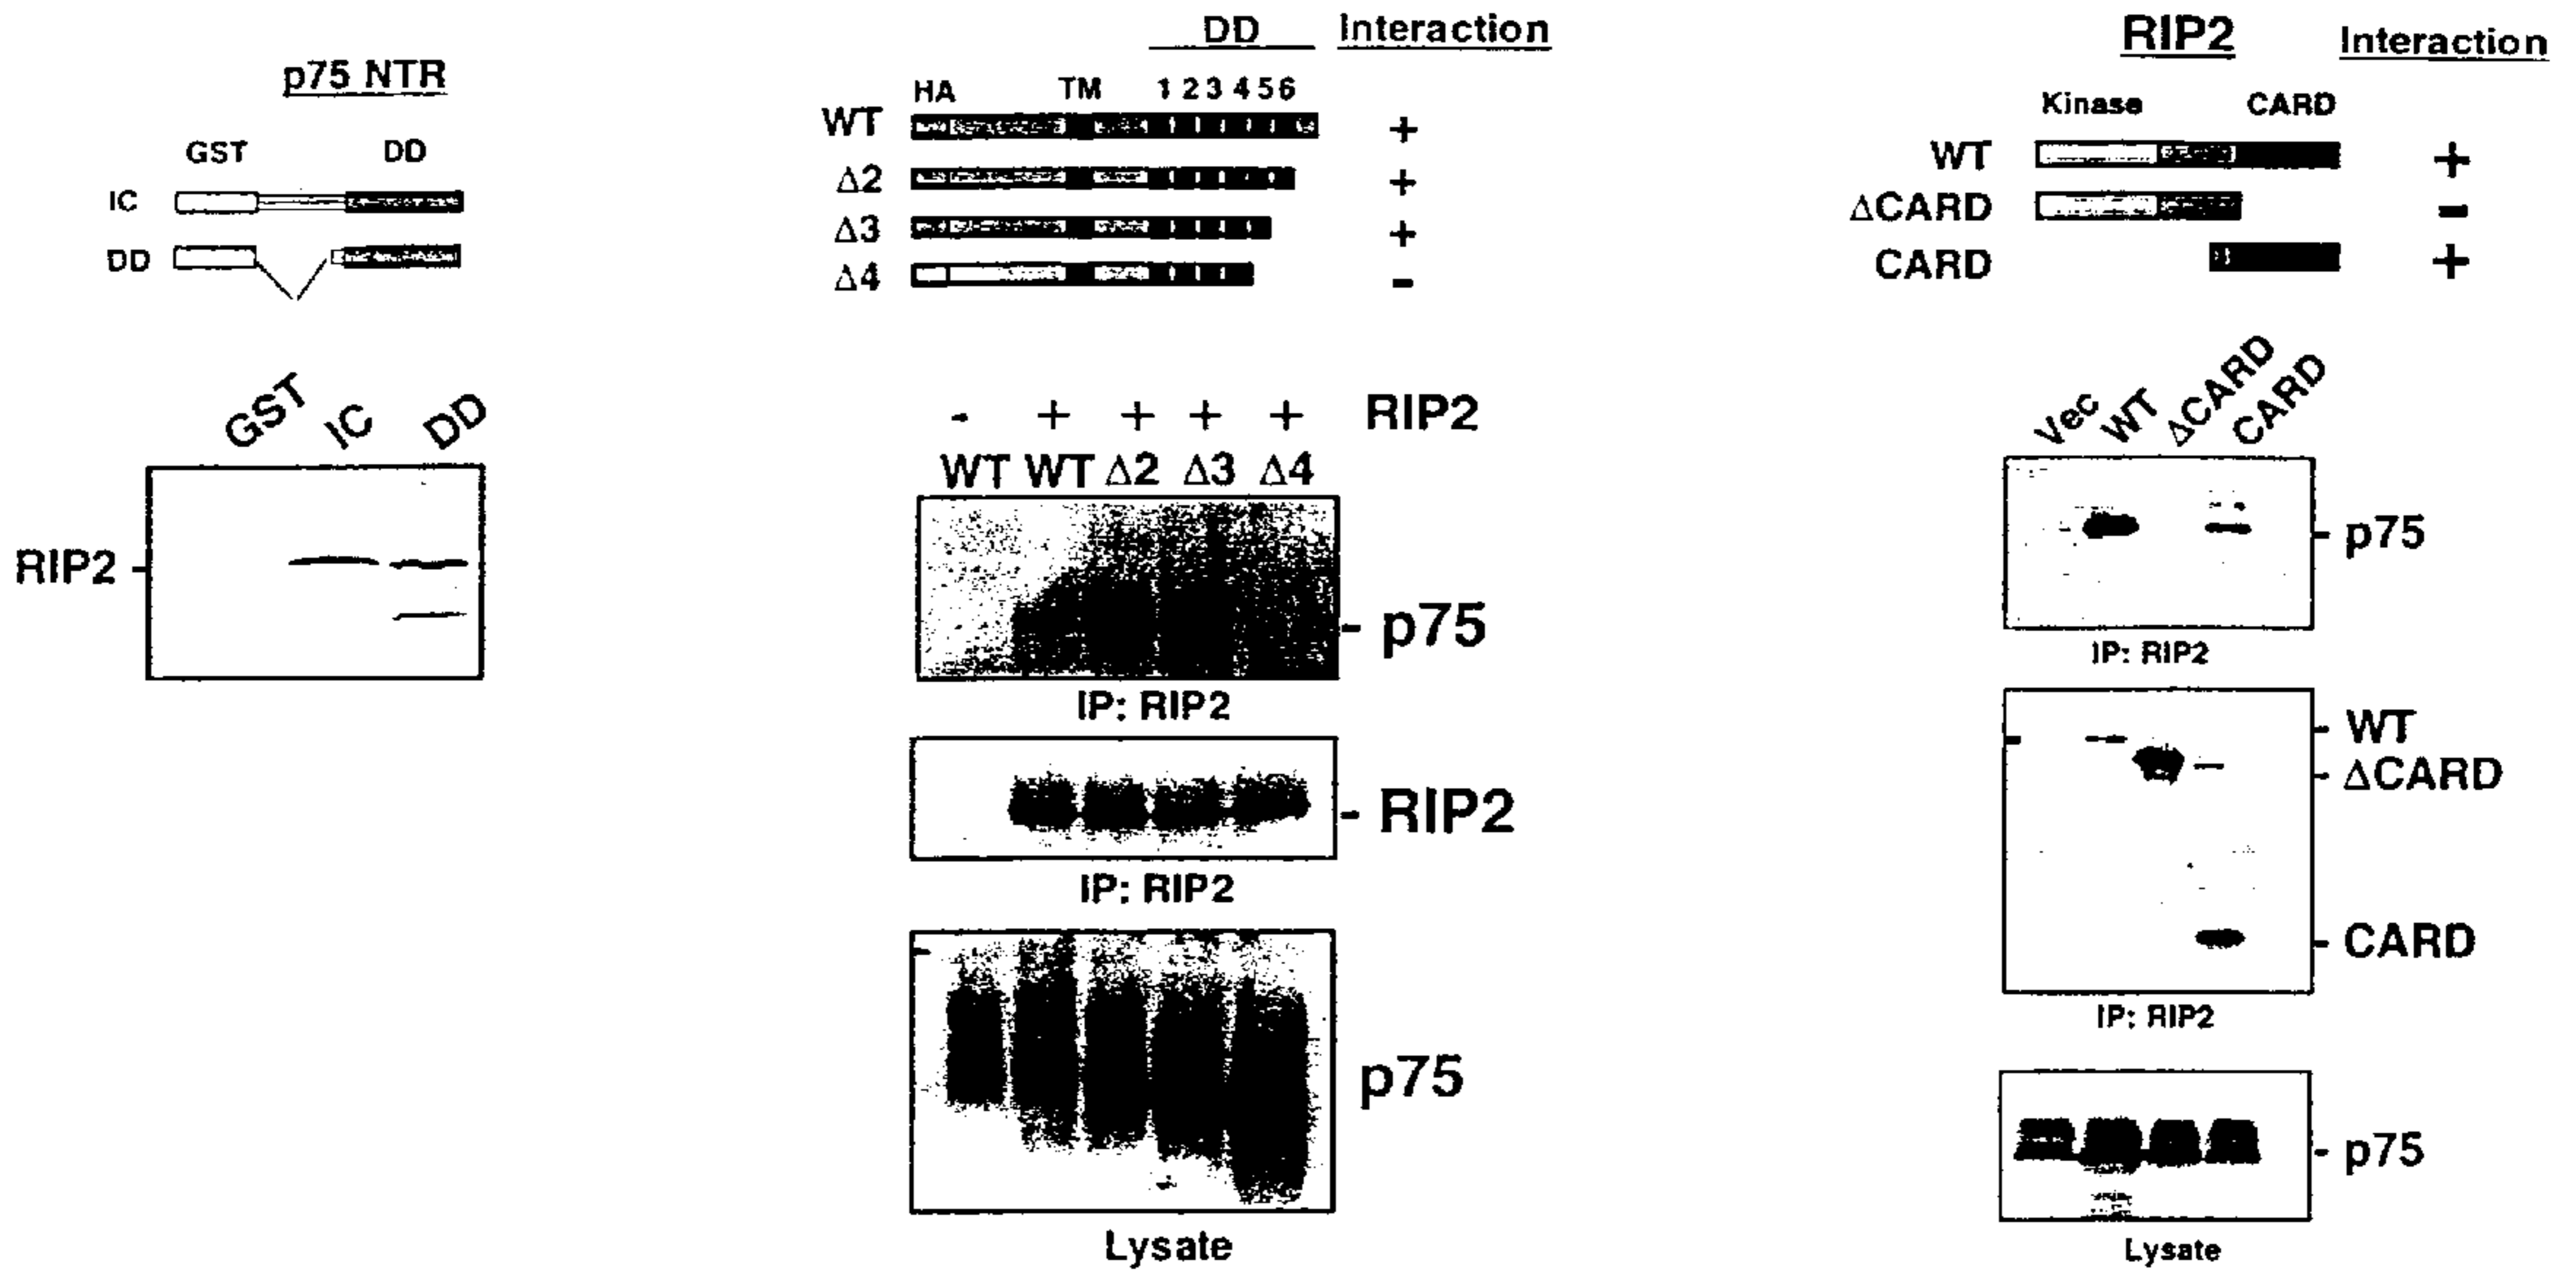 p75 NTR
GST DD
IC
DD
GST IC DD
RIP2
DD Interaction
HA TM 1 2 3 4 5 6
WT +
Δ2 +
Δ3 +
Δ4 -
- + + + + RIP2
WT WT Δ2 Δ3 Δ4
- p75
IP: RIP2
- RIP2
IP: RIP2
p75
Lysate
RIP2 Interaction
Kinase CARD
WT +
ΔCARD -
CARD +
Vec WT ΔCARD CARD
- p75
IP: RIP2
- WT
- ΔCARD
- CARD
IP: RIP2
- p75
Lysate